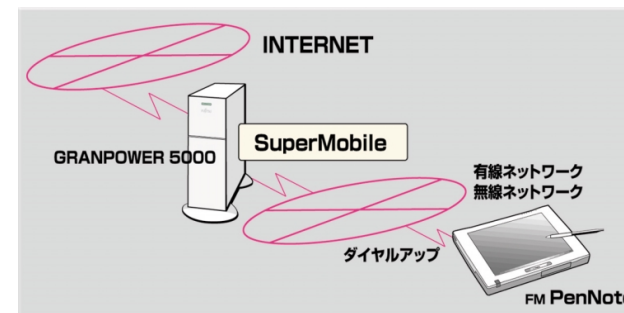 INTERNET
SuperMobile
GRANPOWER 5000
有線ネットワーク
無線ネットワーク
ダイヤルアップ
FM PenNote